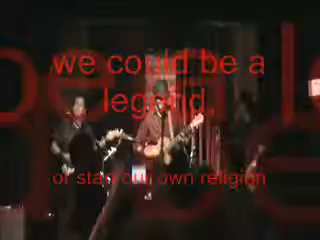 we could be a
legend,
or start our own religion